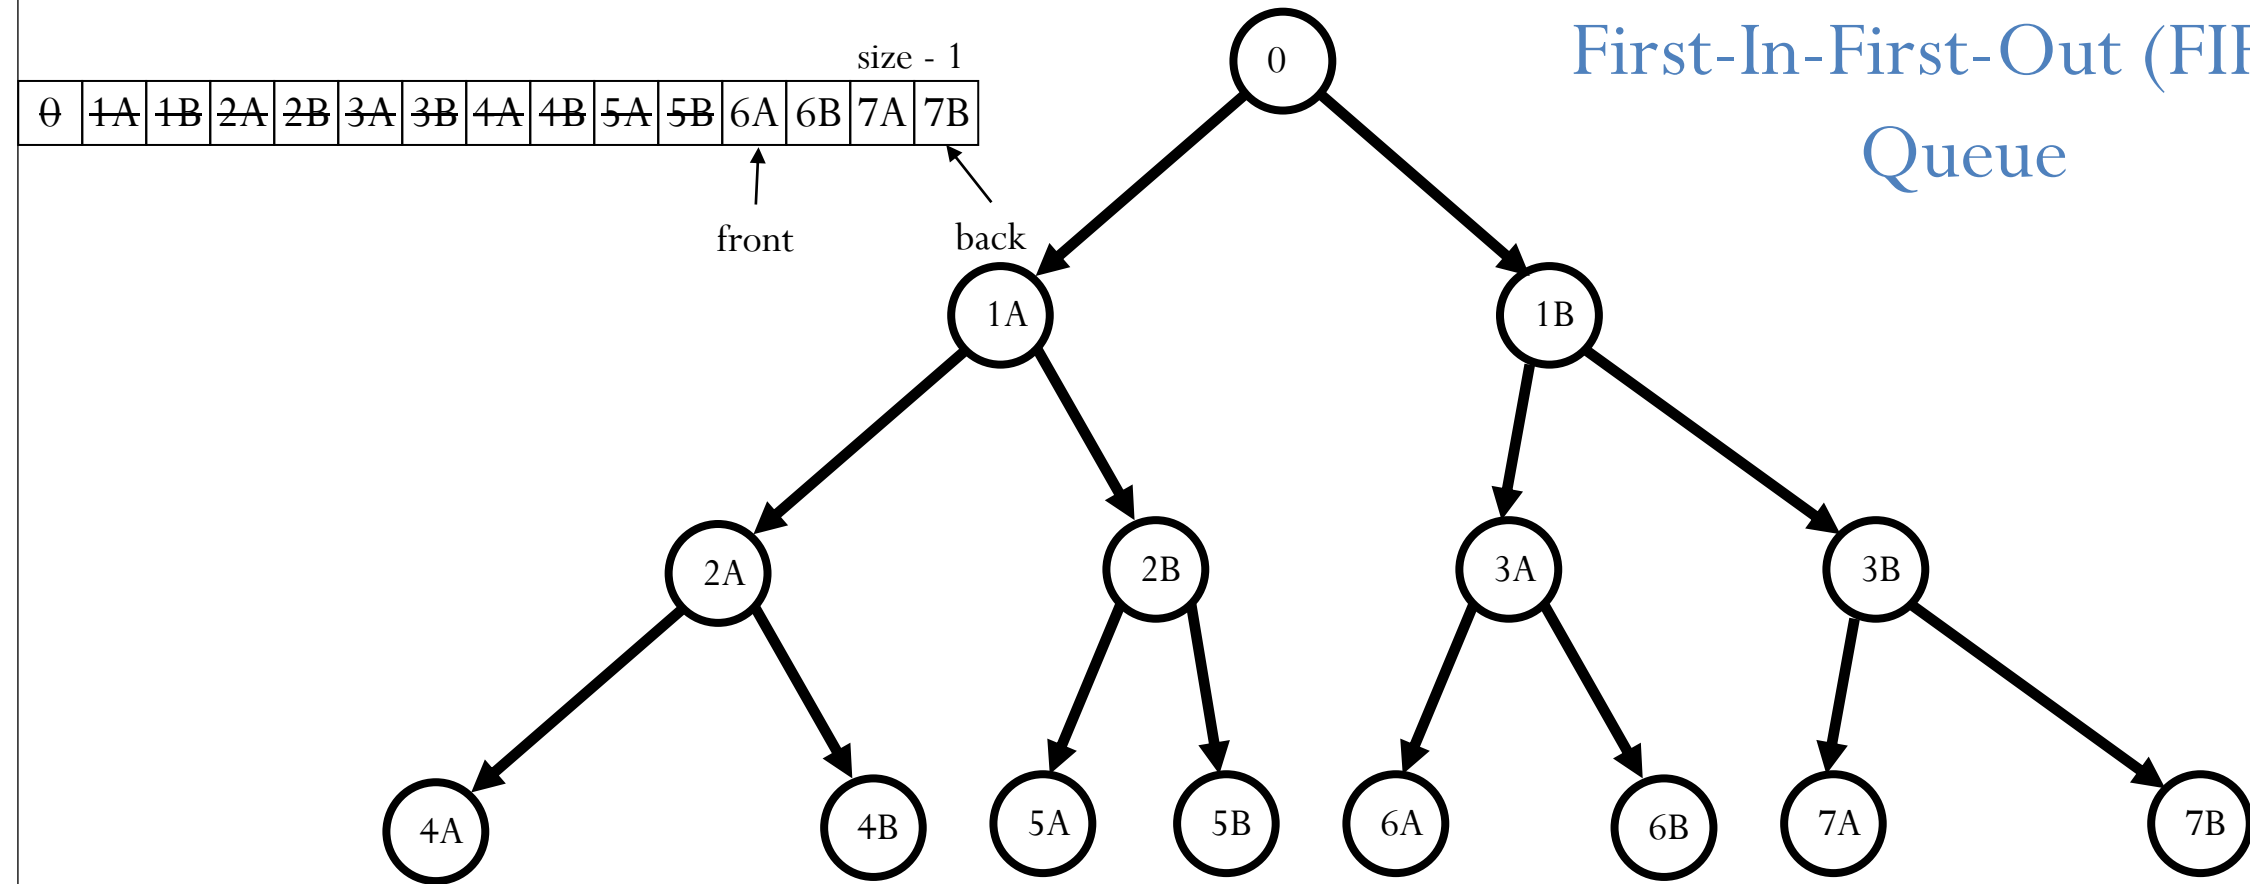 First-In-First-Out (FI
Queue
size - 1
0 1A 1B 2A 2B 3A 3B 4A 4B 5A 5B 6A 6B 7A 7B
front
back
0
1A 1B
2A 2B 3A 3B
4A 4B 5A 5B 6A 6B 7A 7B